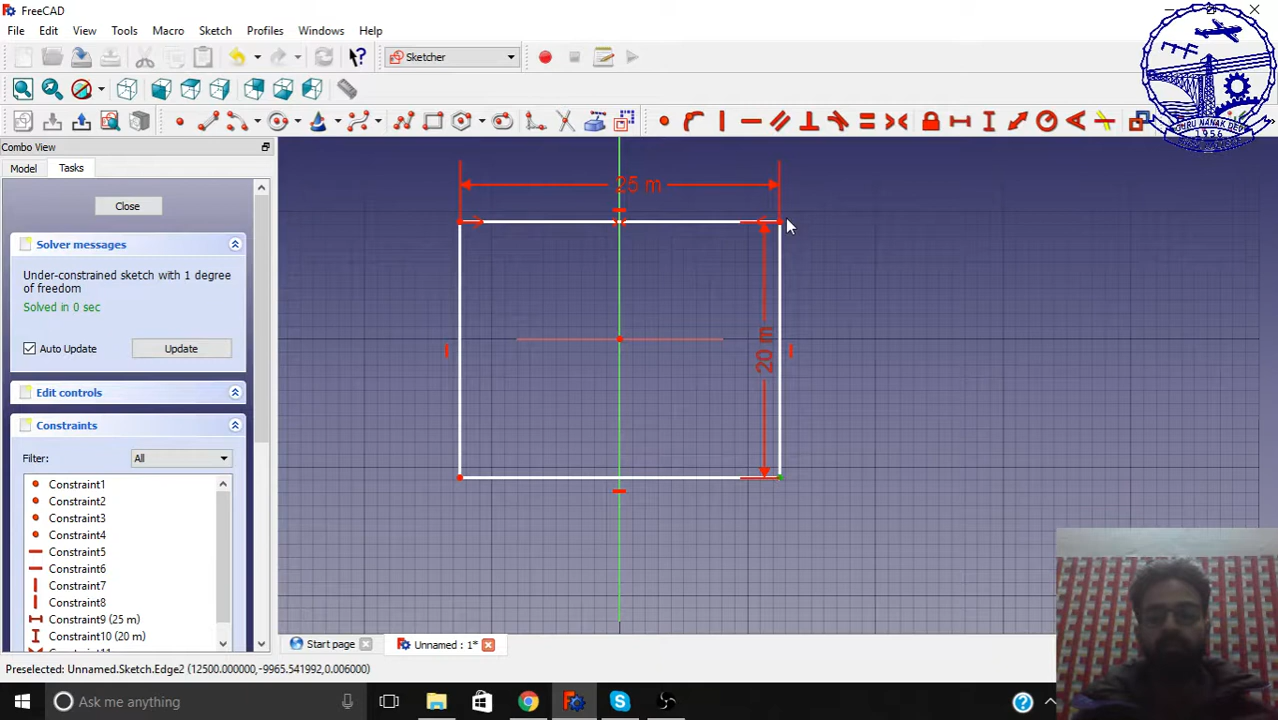 FreeCAD
File Edit View Tools Macro Sketch Profiles Windows Help
Sketcher
Combo View
Model Tasks
Close
Solver messages
Under-constrained sketch with 1 degree
of freedom
Solved in 0 sec
Auto Update Update
Edit controls
Constraints
Filter: All
Constraint1
Constraint2
Constraint3
Constraint4
Constraint5
Constraint6
Constraint7
Constraint8
Constraint9 (25 m)
Constraint10 (20 m)
25 m
20 m
1956
Start page Unnamed : 1*
Preselected: Unnamed.Sketch.Edge2 (12500.000000,-9965.541992,0.006000)
Ask me anything